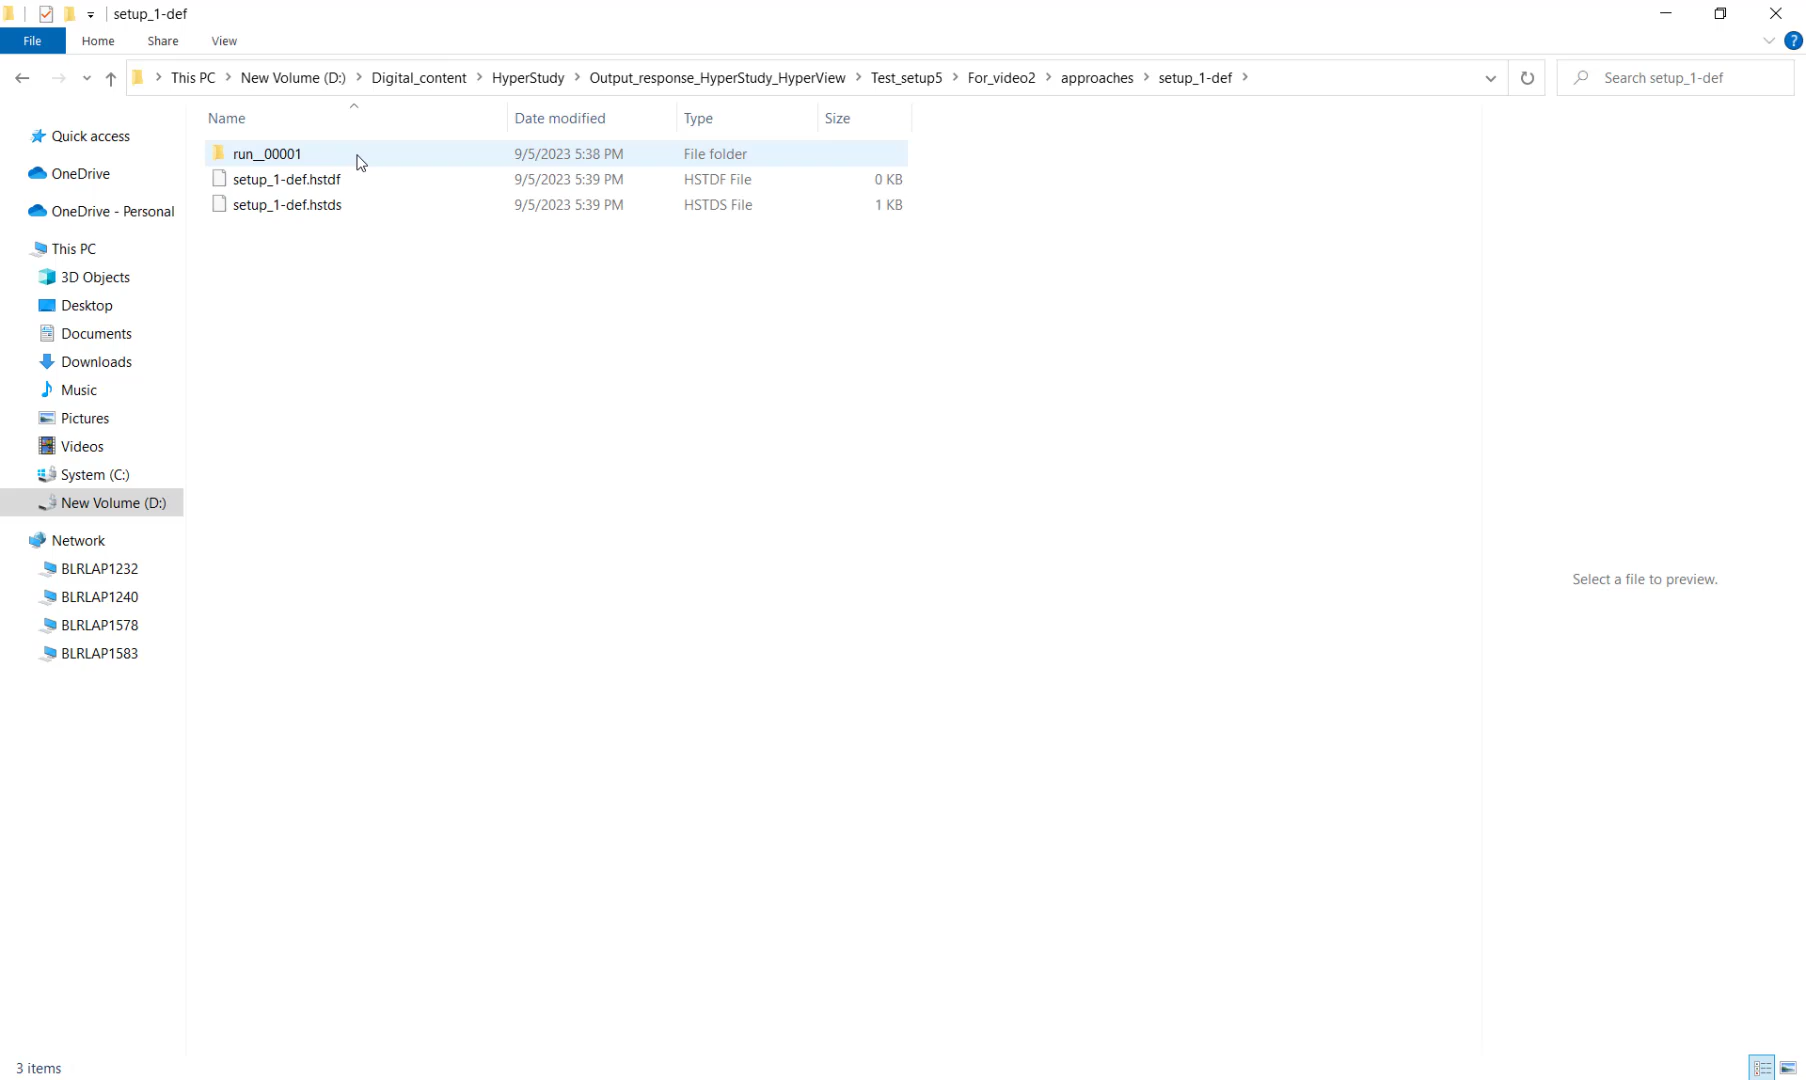 setup_1-def
File Home Share View
This PC New Volume (D:) Digital_content HyperStudy Output_response_HyperStudy_HyperView Test_setup5 For_video2 approaches setup_1-def Search setup_1-def
Name Date modified Type Size
run__00001 9/5/2023 5:38 PM File folder
setup_1-def.hstdf 9/5/2023 5:39 PM HSTDF File 0 KB
setup_1-def.hstds 9/5/2023 5:39 PM HSTDS File 1 KB
Quick access
OneDrive
OneDrive - Personal
This PC
3D Objects
Desktop
Documents
Downloads
Music
Pictures
Videos
System (C:)
New Volume (D:)
Network
BLRLAP1232
BLRLAP1240
BLRLAP1578
BLRLAP1583
Select a file to preview.
3 items